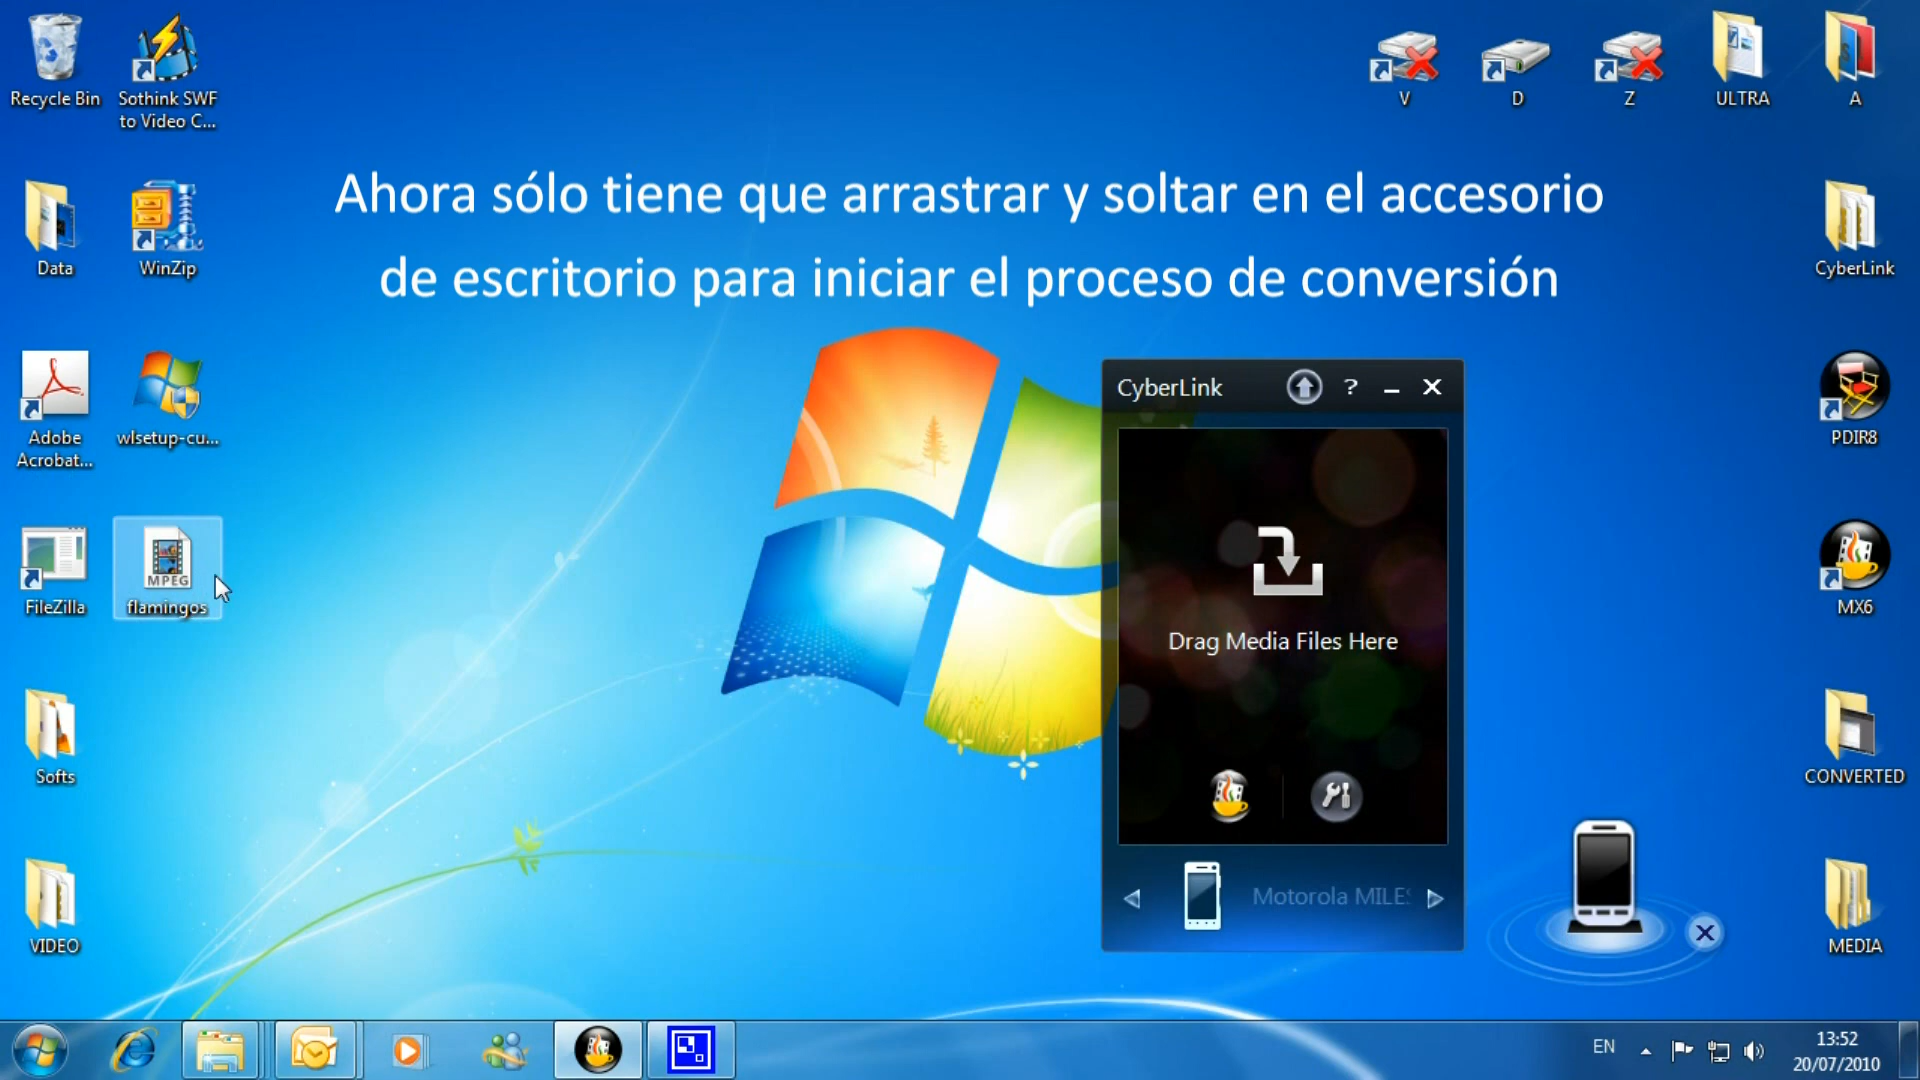 Recycle Bin
Sothink SWF
to Video C...
V
D
Z
ULTRA
A
Ahora sólo tiene que arrastrar y soltar en el accesorio
de escritorio para iniciar el proceso de conversión
Data
WinZip
CyberLink
Adobe
Acrobat...
wlsetup-cu...
PDIR8
CyberLink
?
Drag Media Files Here
FileZilla
MPEG
flamingos
MX6
Softs
CONVERTED
VIDEO
Motorola MILES
MEDIA
EN
13:52
20/07/2010